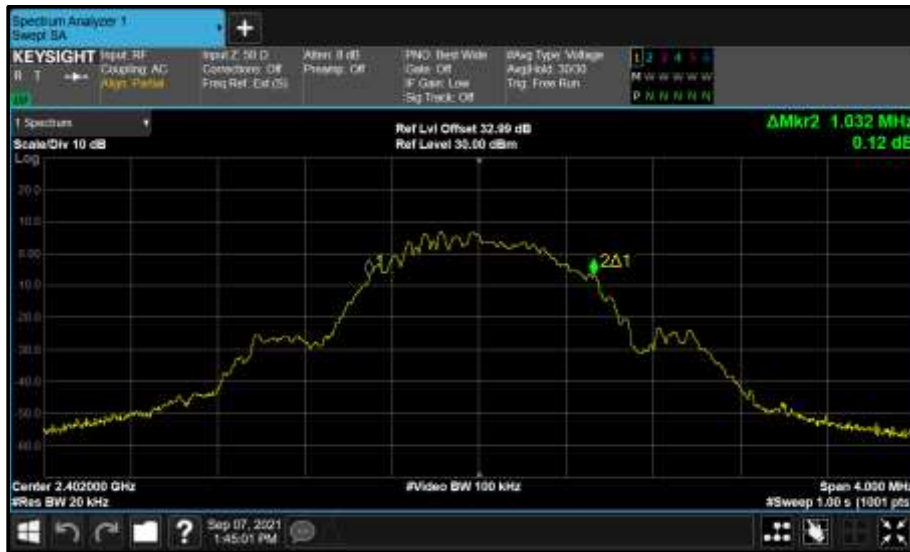 Spectrum Analyzer 1
Swept SA
+
KEYSIGHT
R T
Input: RF
Coupling: AC
Align: Partial
Input Z: 50 Ω
Corrections: Off
Freq Ref: Ext (S)
Atten: 8 dB
Preamp: Off
PNO: Best Wide
Gate: Off
IF Gain: Low
Sig Track: Off
#Avg Type: Voltage
Avg|Hold: 30/30
Trig: Free Run
1 2 3 4 5 6
M W W W W W
P N N N N N
1 Spectrum
Scale/Div 10 dB
Ref Lvl Offset 32.99 dB
Ref Level 30.00 dBm
ΔMkr2 1.032 MHz
0.12 dB
Log
20.0
10.0
0.00
-10.0
-20.0
-30.0
-40.0
-50.0
-60.0
1
2Δ1
Center 2.402000 GHz
#Res BW 20 kHz
#Video BW 100 kHz
Span 4.000 MHz
#Sweep 1.00 s (1001 pts
?
Sep 07, 2021
1:45:01 PM